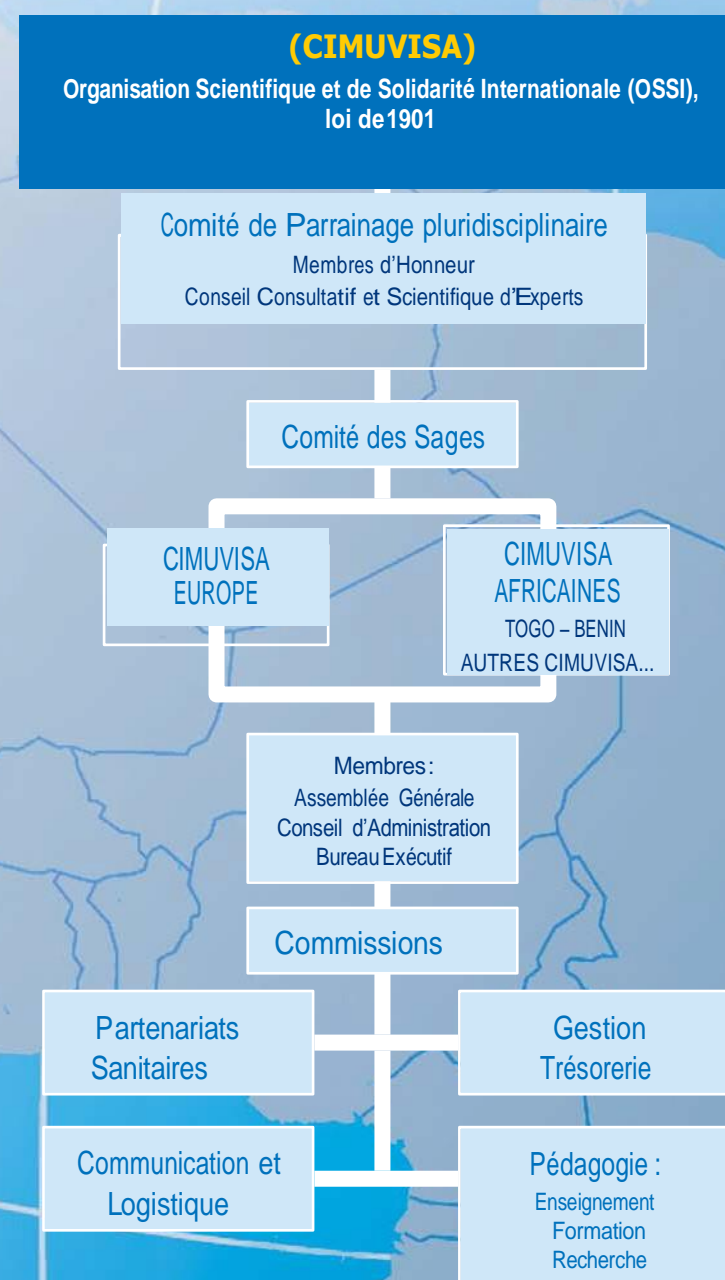 (CIMUVISA)
Organisation Scientifique et de Solidarité Internationale (OSSI),
loi de 1901
Comité de Parrainage pluridisciplinaire
Membres d'Honneur
Conseil Consultatif et Scientifique d'Experts
Comité des Sages
CIMUVISA
EUROPE
CIMUVISA
AFRICAINES
TOGO – BENIN
AUTRES CIMUVISA...
Membres :
Assemblée Générale
Conseil d'Administration
Bureau Exécutif
Commissions
Partenariats
Sanitaires
Gestion
Trésorerie
Communication et
Logistique
Pédagogie :
Enseignement
Formation
Recherche